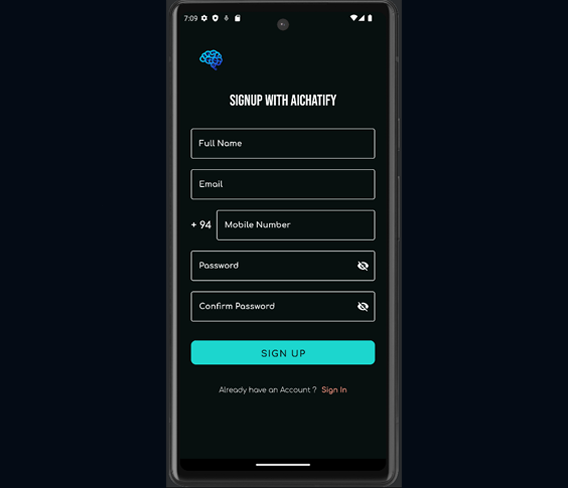 7:09
SIGNUP WITH AICHATIFY
Full Name
Email
+ 94 Mobile Number
Password
Confirm Password
SIGN UP
Already have an Account ? Sign In